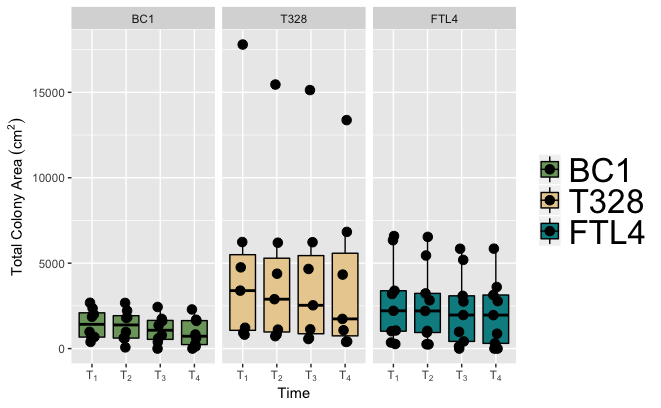 BC1 T328 FTL4
Total Colony Area (cm²)
15000
10000
5000
0
T₁ T₂ T₃ T₄ T₁ T₂ T₃ T₄ T₁ T₂ T₃ T₄
Time
BC1
T328
FTL4